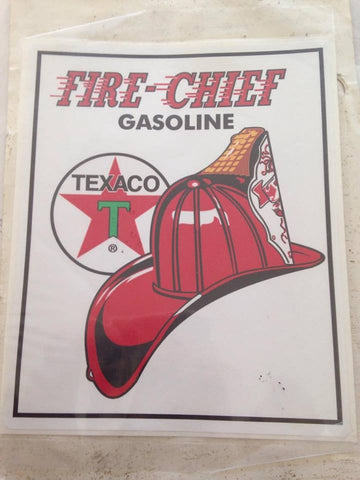 FIRE-CHIEF
GASOLINE
TEXACO
T
®